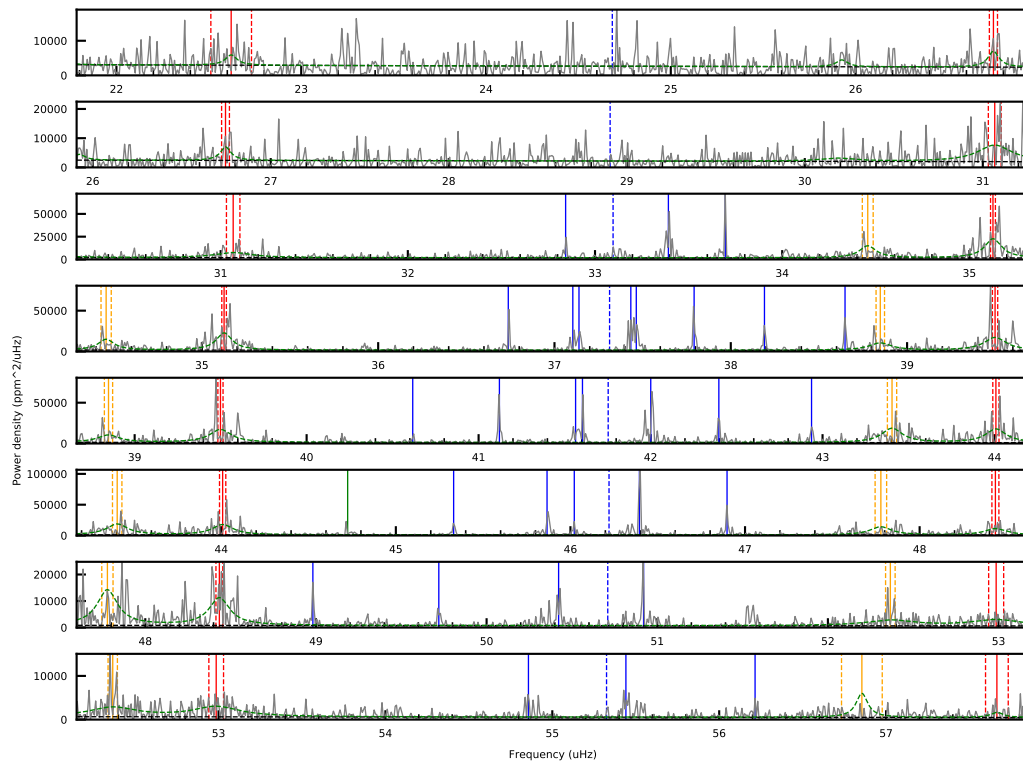 10000
0
22 23 24 25 26
20000
10000
0
26 27 28 29 30 31
50000
25000
0
31 32 33 34 35
50000
0
35 36 37 38 39
50000
0
39 40 41 42 43 44
100000
50000
0
44 45 46 47 48
20000
10000
0
48 49 50 51 52 53
10000
0
53 54 55 56 57
Power density (ppm^2/uHz)
Frequency (uHz)